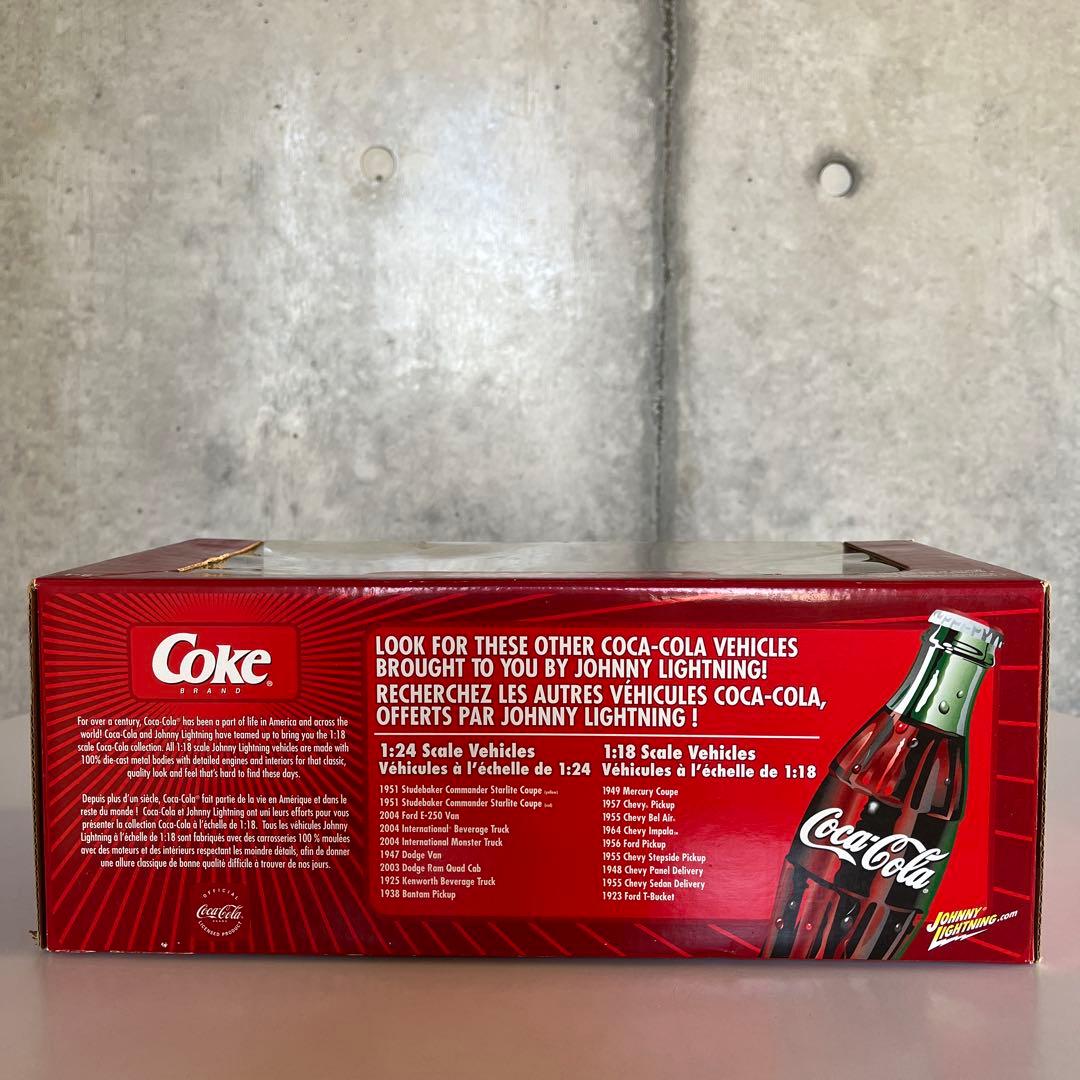 Coke®
BRAND
For over a century, Coca-Cola® has been a part of life in America and across the
world! Coca-Cola and Johnny Lightning have teamed up to bring you the 1:18
scale Coca-Cola collection. All 1:18 scale Johnny Lightning vehicles are made with
100% die-cast metal bodies with detailed engines and interiors for that classic,
quality look and feel that's hard to find these days.
Depuis plus d'un siècle, Coca-Cola® fait partie de la vie en Amérique et dans le
reste du monde ! Coca-Cola et Johnny Lightning ont uni leurs efforts pour vous
présenter la collection Coca-Cola à l'échelle de 1:18. Tous les véhicules Johnny
Lightning à l'échelle de 1:18 sont fabriqués avec des carrosseries 100 % moulées
avec des moteurs et des intérieurs respectant les moindre détails, afin de donner
une allure classique de bonne qualité difficile à trouver de nos jours.
OFFICIAL
Coca-Cola
LICENSED PRODUCT
LOOK FOR THESE OTHER COCA-COLA VEHICLES
BROUGHT TO YOU BY JOHNNY LIGHTNING!
RECHERCHEZ LES AUTRES VÉHICULES COCA-COLA,
OFFERTS PAR JOHNNY LIGHTNING !
1:24 Scale Vehicles
Véhicules à l'échelle de 1:24
1951 Studebaker Commander Starlite Coupe (yellow)
1951 Studebaker Commander Starlite Coupe (red)
2004 Ford E-250 Van
2004 International® Beverage Truck
2004 International Monster Truck
1947 Dodge Van
2003 Dodge Ram Quad Cab
1925 Kenworth Beverage Truck
1938 Bantam Pickup
1:18 Scale Vehicles
Véhicules à l'échelle de 1:18
1949 Mercury Coupe
1957 Chevy® Pickup
1955 Chevy Bel Air®
1964 Chevy Impala™
1956 Ford Pickup
1955 Chevy Stepside Pickup
1948 Chevy Panel Delivery
1955 Chevy Sedan Delivery
1923 Ford T-Bucket
Coca-Cola®
JOHNNY®
LIGHTNING.com